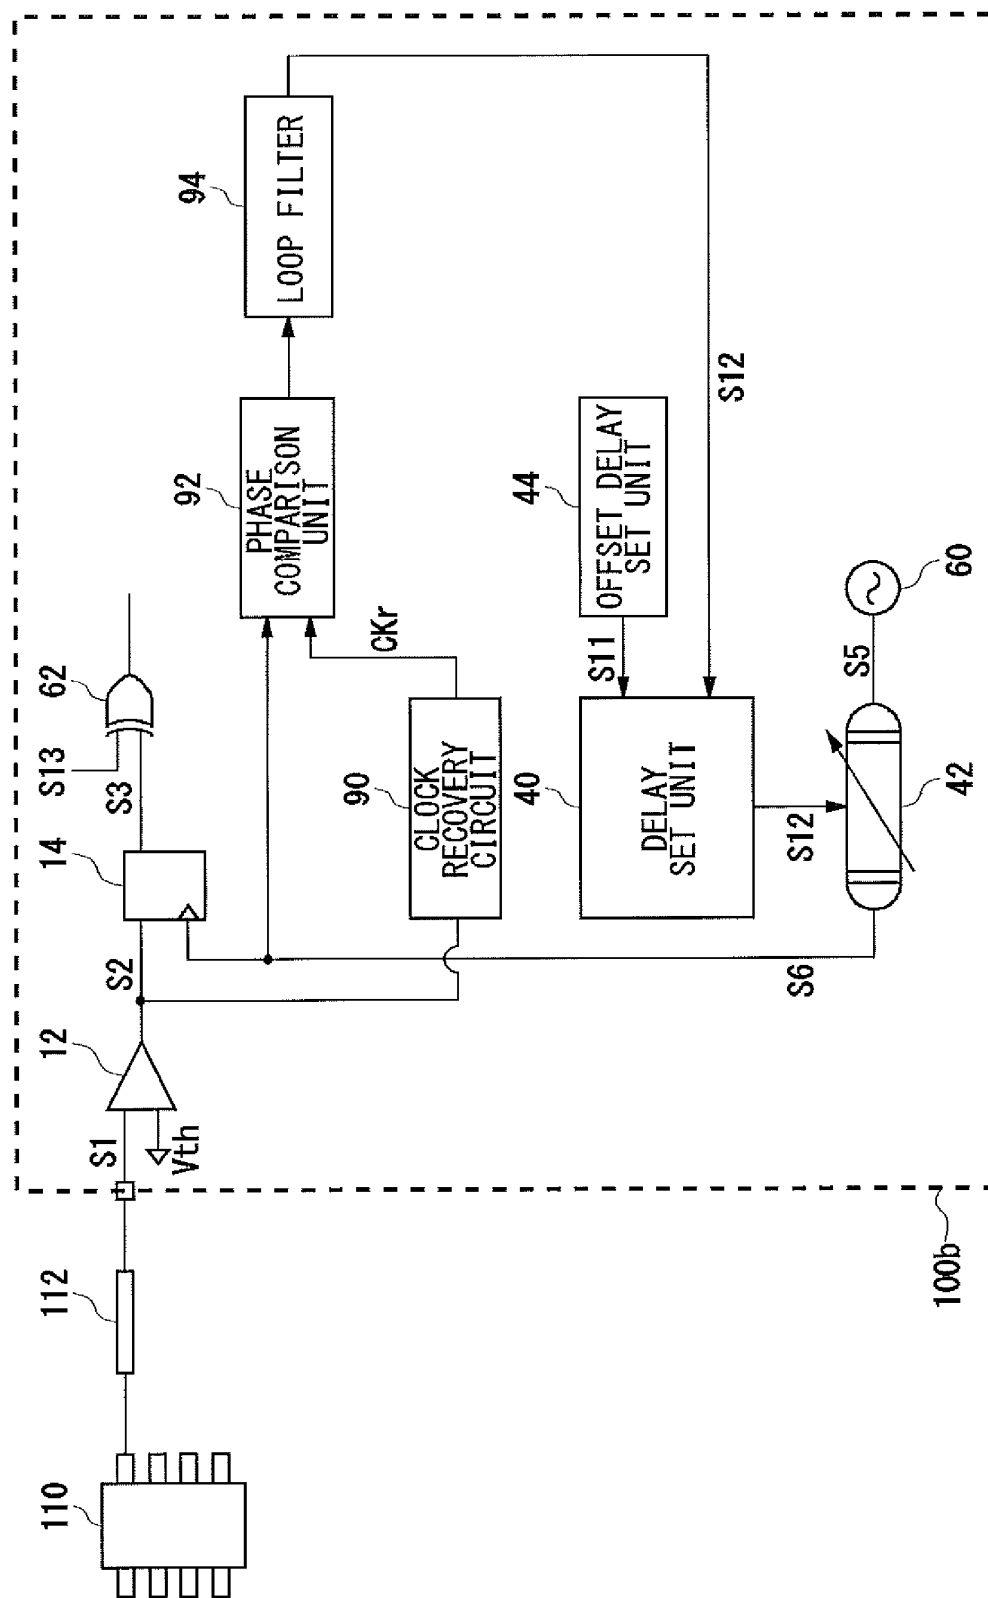 110
112
S1
Vth
12
S2
14
S3
S13
62
90
CLOCK
RECOVERY
CIRCUIT
CKr
92
PHASE
COMPARISON
UNIT
94
LOOP FILTER
40
DELAY
SET UNIT
S11
44
OFFSET DELAY
SET UNIT
S12
S12
S6
42
S5
60
100b